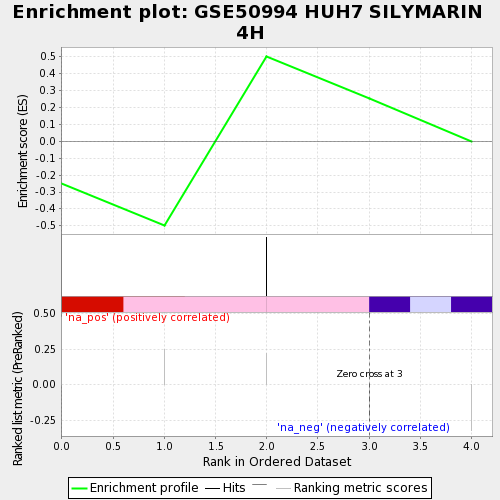 Enrichment plot: GSE50994 HUH7 SILYMARIN
4H
Enrichment score (ES)
0.5
0.4
0.3
0.2
0.1
0.0
-0.1
-0.2
-0.3
-0.4
-0.5
Ranked list metric (PreRanked)
0.50
0.25
0.00
-0.25
'na_pos' (positively correlated)
Zero cross at 3
'na_neg' (negatively correlated)
0.0 0.5 1.0 1.5 2.0 2.5 3.0 3.5 4.0
Rank in Ordered Dataset
Enrichment profile Hits Ranking metric scores